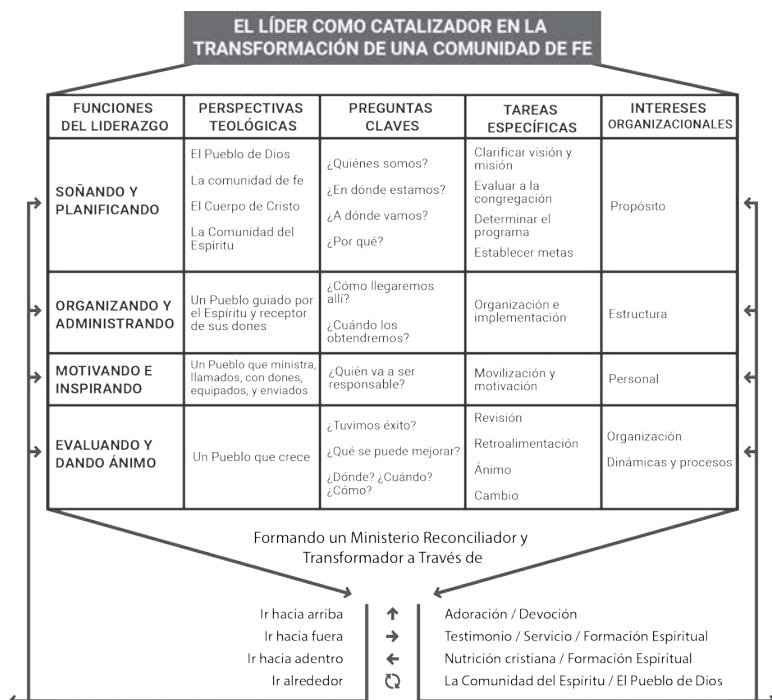 EL LÍDER COMO CATALIZADOR EN LA
TRANSFORMACIÓN DE UNA COMUNIDAD DE FE
FUNCIONES
DEL LIDERAZGO
PERSPECTIVAS
TEOLÓGICAS
PREGUNTAS
CLAVES
TAREAS
ESPECÍFICAS
INTERESES
ORGANIZACIONALES
SOÑANDO Y
PLANIFICANDO
El Pueblo de Dios
La comunidad de fe
El Cuerpo de Cristo
La Comunidad del
Espíritu
¿Quiénes somos?
¿En dónde estamos?
¿A dónde vamos?
¿Por qué?
Clarificar visión y
misión
Evaluar a la
congregación
Determinar el
programa
Establecer metas
Propósito
ORGANIZANDO Y
ADMINISTRANDO
Un Pueblo guiado por
el Espíritu y receptor
de sus dones
¿Cómo llegaremos
allí?
¿Cuándo los
obtendremos?
Organización e
implementación
Estructura
MOTIVANDO E
INSPIRANDO
Un Pueblo que ministra,
llamados, con dones,
equipados, y enviados
¿Quién va a ser
responsable?
Movilización y
motivación
Personal
EVALUANDO Y
DANDO ÁNIMO
Un Pueblo que crece
¿Tuvimos éxito?
¿Qué se puede mejorar?
¿Dónde? ¿Cuándo?
¿Cómo?
Revisión
Retroalimentación
Ánimo
Cambio
Organización
Dinámicas y procesos
Formando un Ministerio Reconciliador y
Transformador a Través de
Ir hacia arriba
Adoración / Devoción
Ir hacia fuera
Testimonio / Servicio / Formación Espiritual
Ir hacia adentro
Nutrición cristiana / Formación Espiritual
Ir alrededor
La Comunidad del Espíritu / El Pueblo de Dios